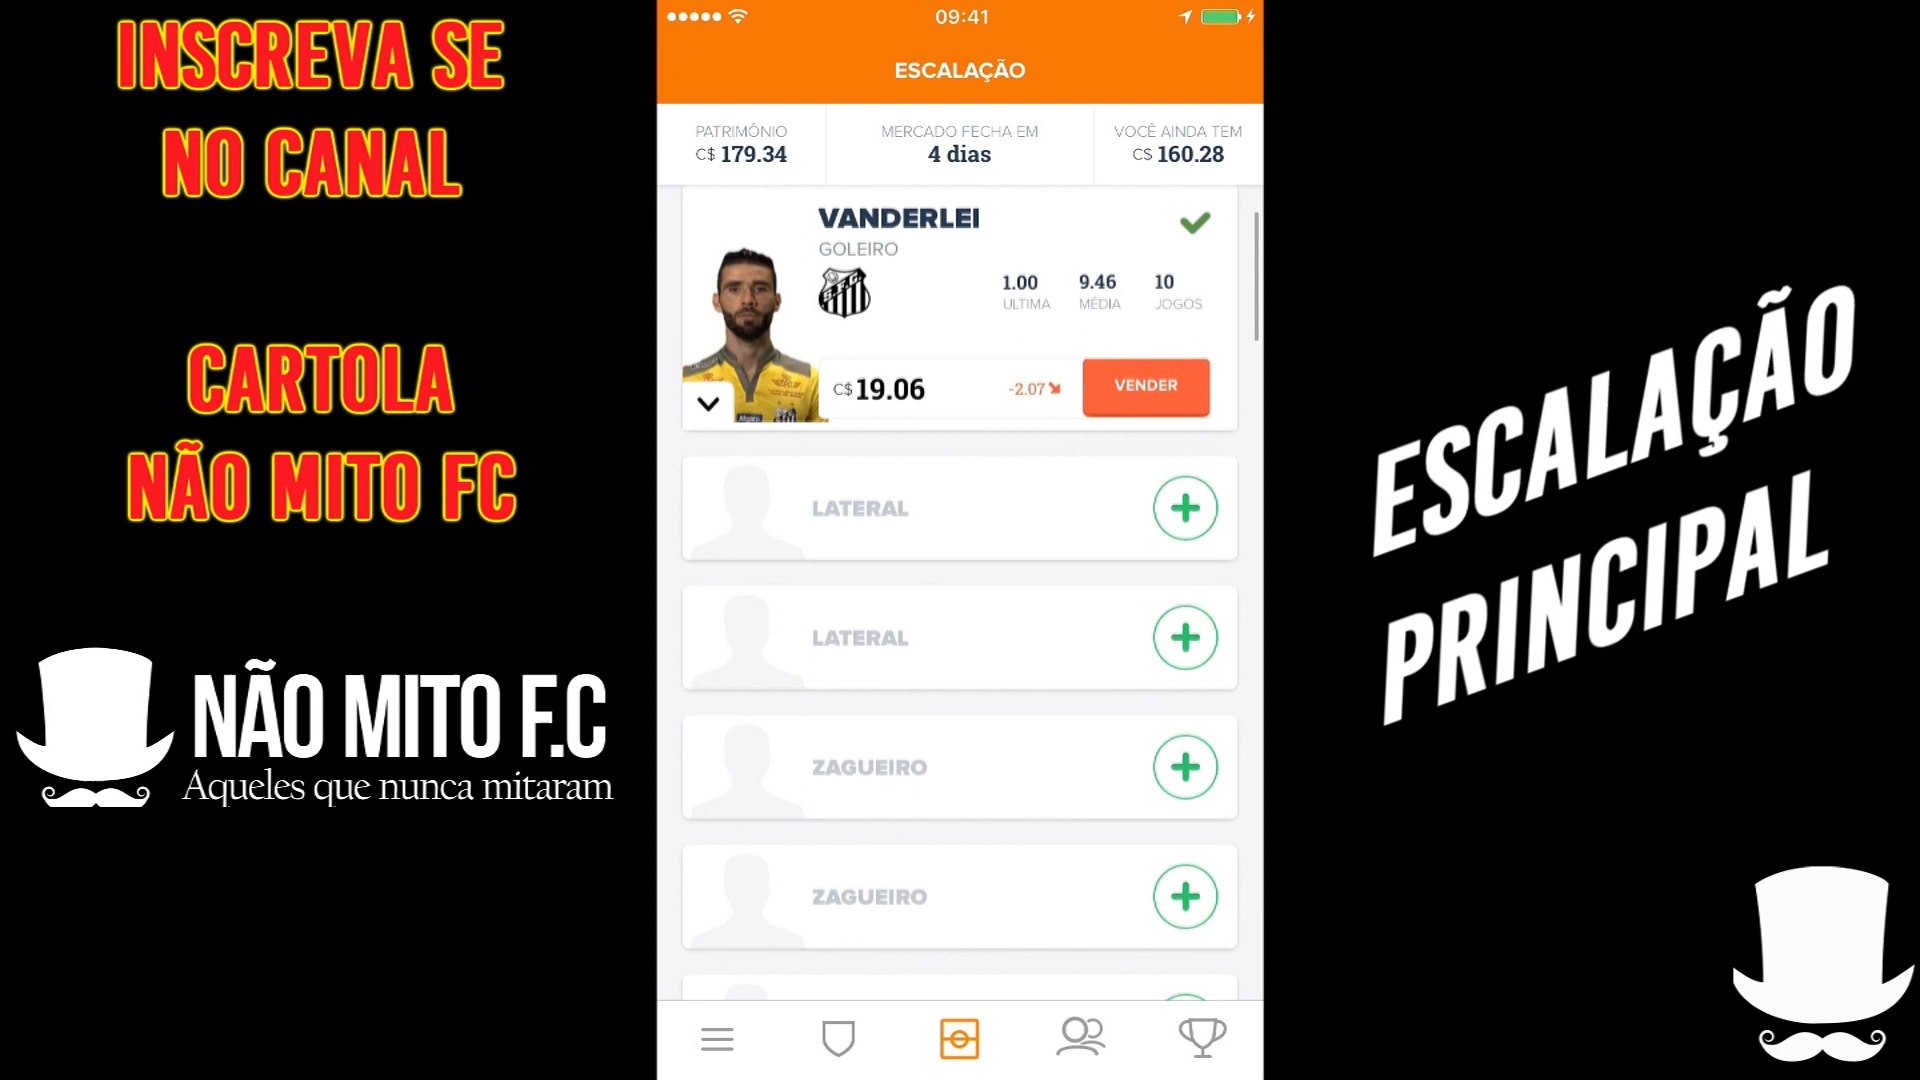 INSCREVA SE
NO CANAL
CARTOLA
NÃO MITO FC
NÃO MITO F.C
Aqueles que nunca mitaram
09:41
ESCALAÇÃO
PATRIMÔNIO
C$ 179.34
MERCADO FECHA EM
4 dias
VOCÊ AINDA TEM
C$ 160.28
VANDERLEI
GOLEIRO
1.00
ULTIMA
9.46
MÉDIA
10
JOGOS
C$ 19.06
-2.07
VENDER
LATERAL
LATERAL
ZAGUEIRO
ZAGUEIRO
ESCALAÇÃO
PRINCIPAL